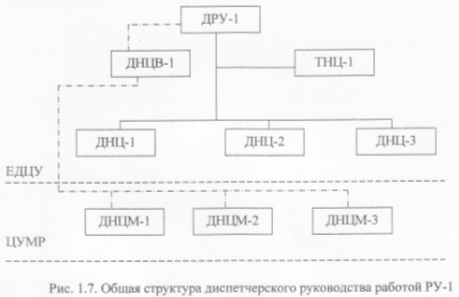 ДРУ-1
ДНЦВ-1
ТНЦ-1
ДНЦ-1
ДНЦ-2
ДНЦ-3
ЕДЦУ
ДНЦМ-1
ДНЦМ-2
ДНЦМ-3
ЦУМР
Рис. 1.7. Общая структура диспетчерского руководства работой РУ-1